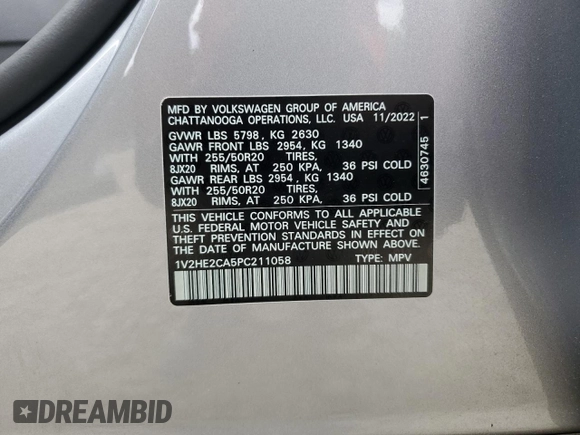 MFD BY VOLKSWAGEN GROUP OF AMERICA
CHATTANOOGA OPERATIONS, LLC. USA 11/2022
GVWR LBS 5798, KG 2630
GAWR FRONT LBS 2954, KG 1340
WITH 255/50R20 TIRES,
8JX20 RIMS, AT 250 KPA, 36 PSI COLD
GAWR REAR LBS 2954, KG 1340
WITH 255/50R20 TIRES,
8JX20 RIMS, AT 250 KPA, 36 PSI COLD
THIS VEHICLE CONFORMS TO ALL APPLICABLE
U.S. FEDERAL MOTOR VEHICLE SAFETY
STANDARDS IN EFFECT ON
THE DATE OF MANUFACTURE SHOWN ABOVE.
1V2HE2CA5PC211058 TYPE: MPV
4630745 1
DREAMBID